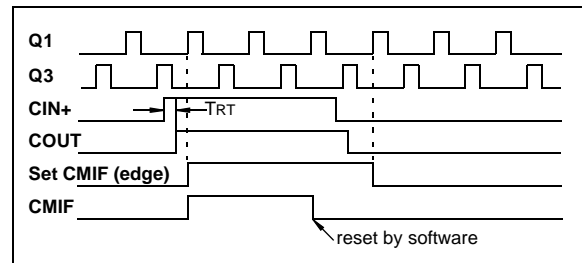 Q1
Q3
CIN+
TRT
COUT
Set CMIF (edge)
CMIF
reset by software